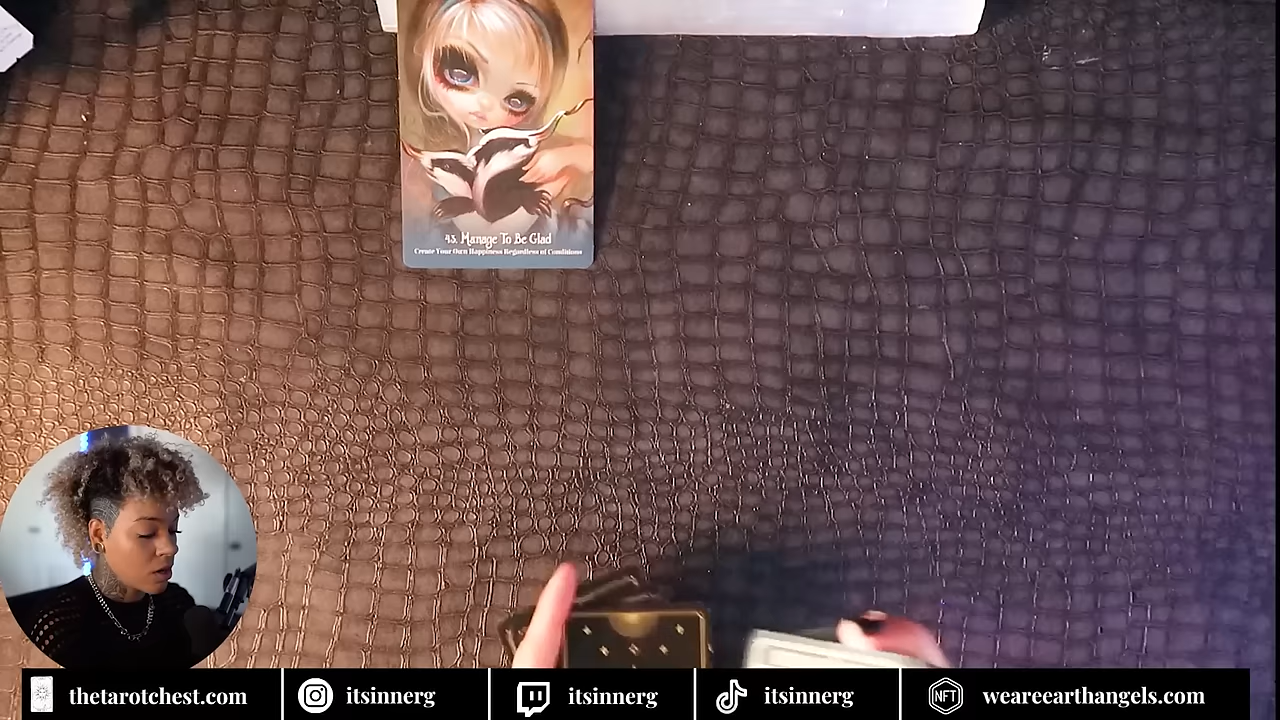 43. Manage To Be Glad
Create Your Own Happiness Regardless of Conditions
thetarotchest.com
itsinnerg
itsinnerg
itsinnerg
NFT
weareearthangels.com